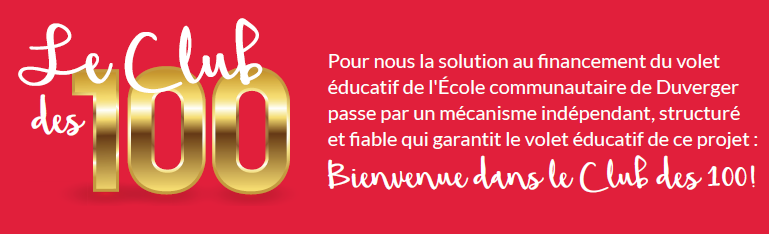 Le Club
des 100
Pour nous la solution au financement du volet
éducatif de l'École communautaire de Duverger
passe par un mécanisme indépendant, structuré
et fiable qui garantit le volet éducatif de ce projet :
Bienvenue dans le Club des 100!